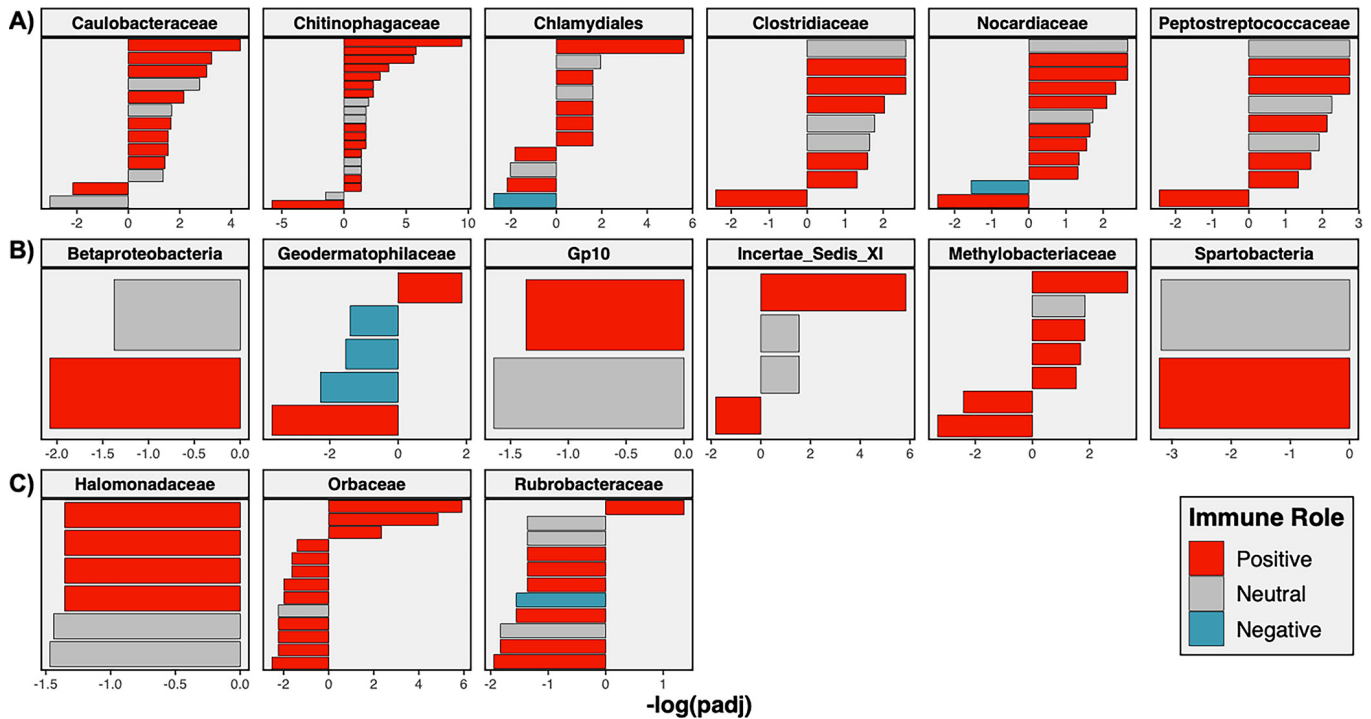 A) Caulobacteraceae Chitinophagaceae Chlamydiales Clostridiaceae Nocardiaceae Peptostreptococcaceae
-2 0 2 4 -5 0 5 10 -2 0 2 4 6 -2 -1 0 1 2 -2 -1 0 1 2 -2 -1 0 1 2 3
B) Betaproteobacteria Geodermatophilaceae Gp10 Incertae_Sedis_XI Methylobacteriaceae Spartobacteria
-2.0 -1.5 -1.0 -0.5 0.0 -2 0 2 -1.5 -1.0 -0.5 0.0 -2 0 2 4 6 -2 0 2 -3 -2 -1 0
C) Halomonadaceae Orbaceae Rubrobacteraceae
-1.5 -1.0 -0.5 0.0 -2 0 2 4 6 -2 -1 0 1
-log(padj)
Immune Role
Positive
Neutral
Negative